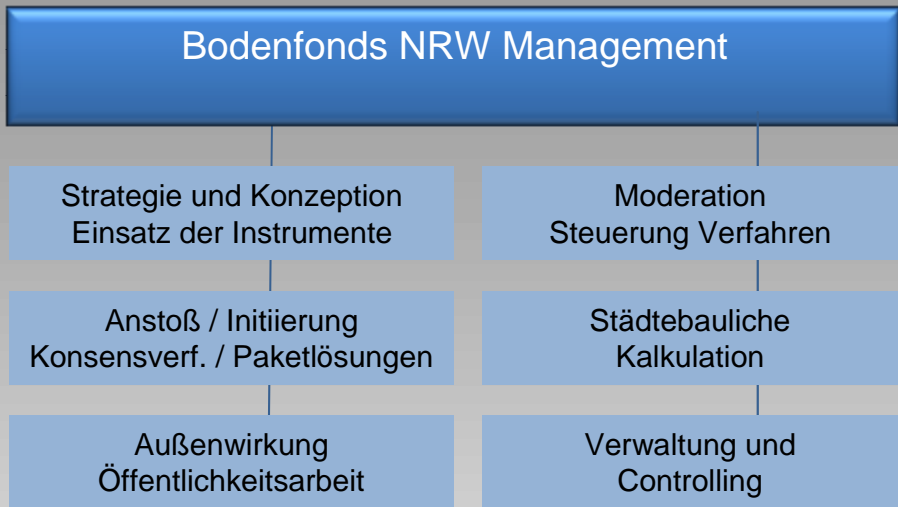 Bodenfonds NRW Management
Strategie und Konzeption
Einsatz der Instrumente
Moderation
Steuerung Verfahren
Anstoß / Initiierung
Konsensverf. / Paketlösungen
Städtebauliche
Kalkulation
Außenwirkung
Öffentlichkeitsarbeit
Verwaltung und
Controlling